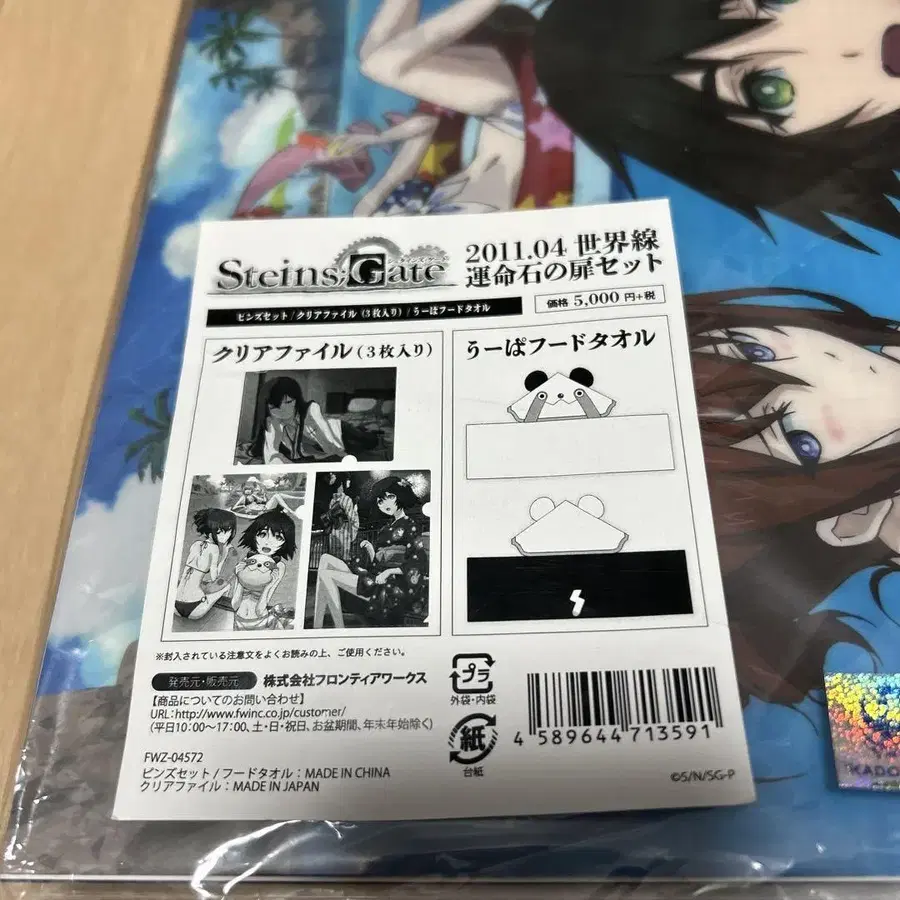 Steins;Gate
2011.04 世界線
運命石の扉セット
価格 5,000 円+税
ピンズセット / クリアファイル (3枚入り) / うーぱフードタオル
クリアファイル (3枚入り)
うーぱフードタオル
※封入されている注意文をよくお読みの上、ご使用ください。
発売元・販売元 株式会社フロンティアワークス
【商品についてのお問い合わせ】
URL:http://www.fwinc.co.jp/customer/
(平日10:00〜17:00、土・日・祝日、お盆期間、年末年始除く)
FWZ-04572
ピンズセット / フードタオル:MADE IN CHINA
クリアファイル:MADE IN JAPAN
プラ
外袋・内袋
紙
台紙
4 589644 713591
©S/N/SG-P
KADO